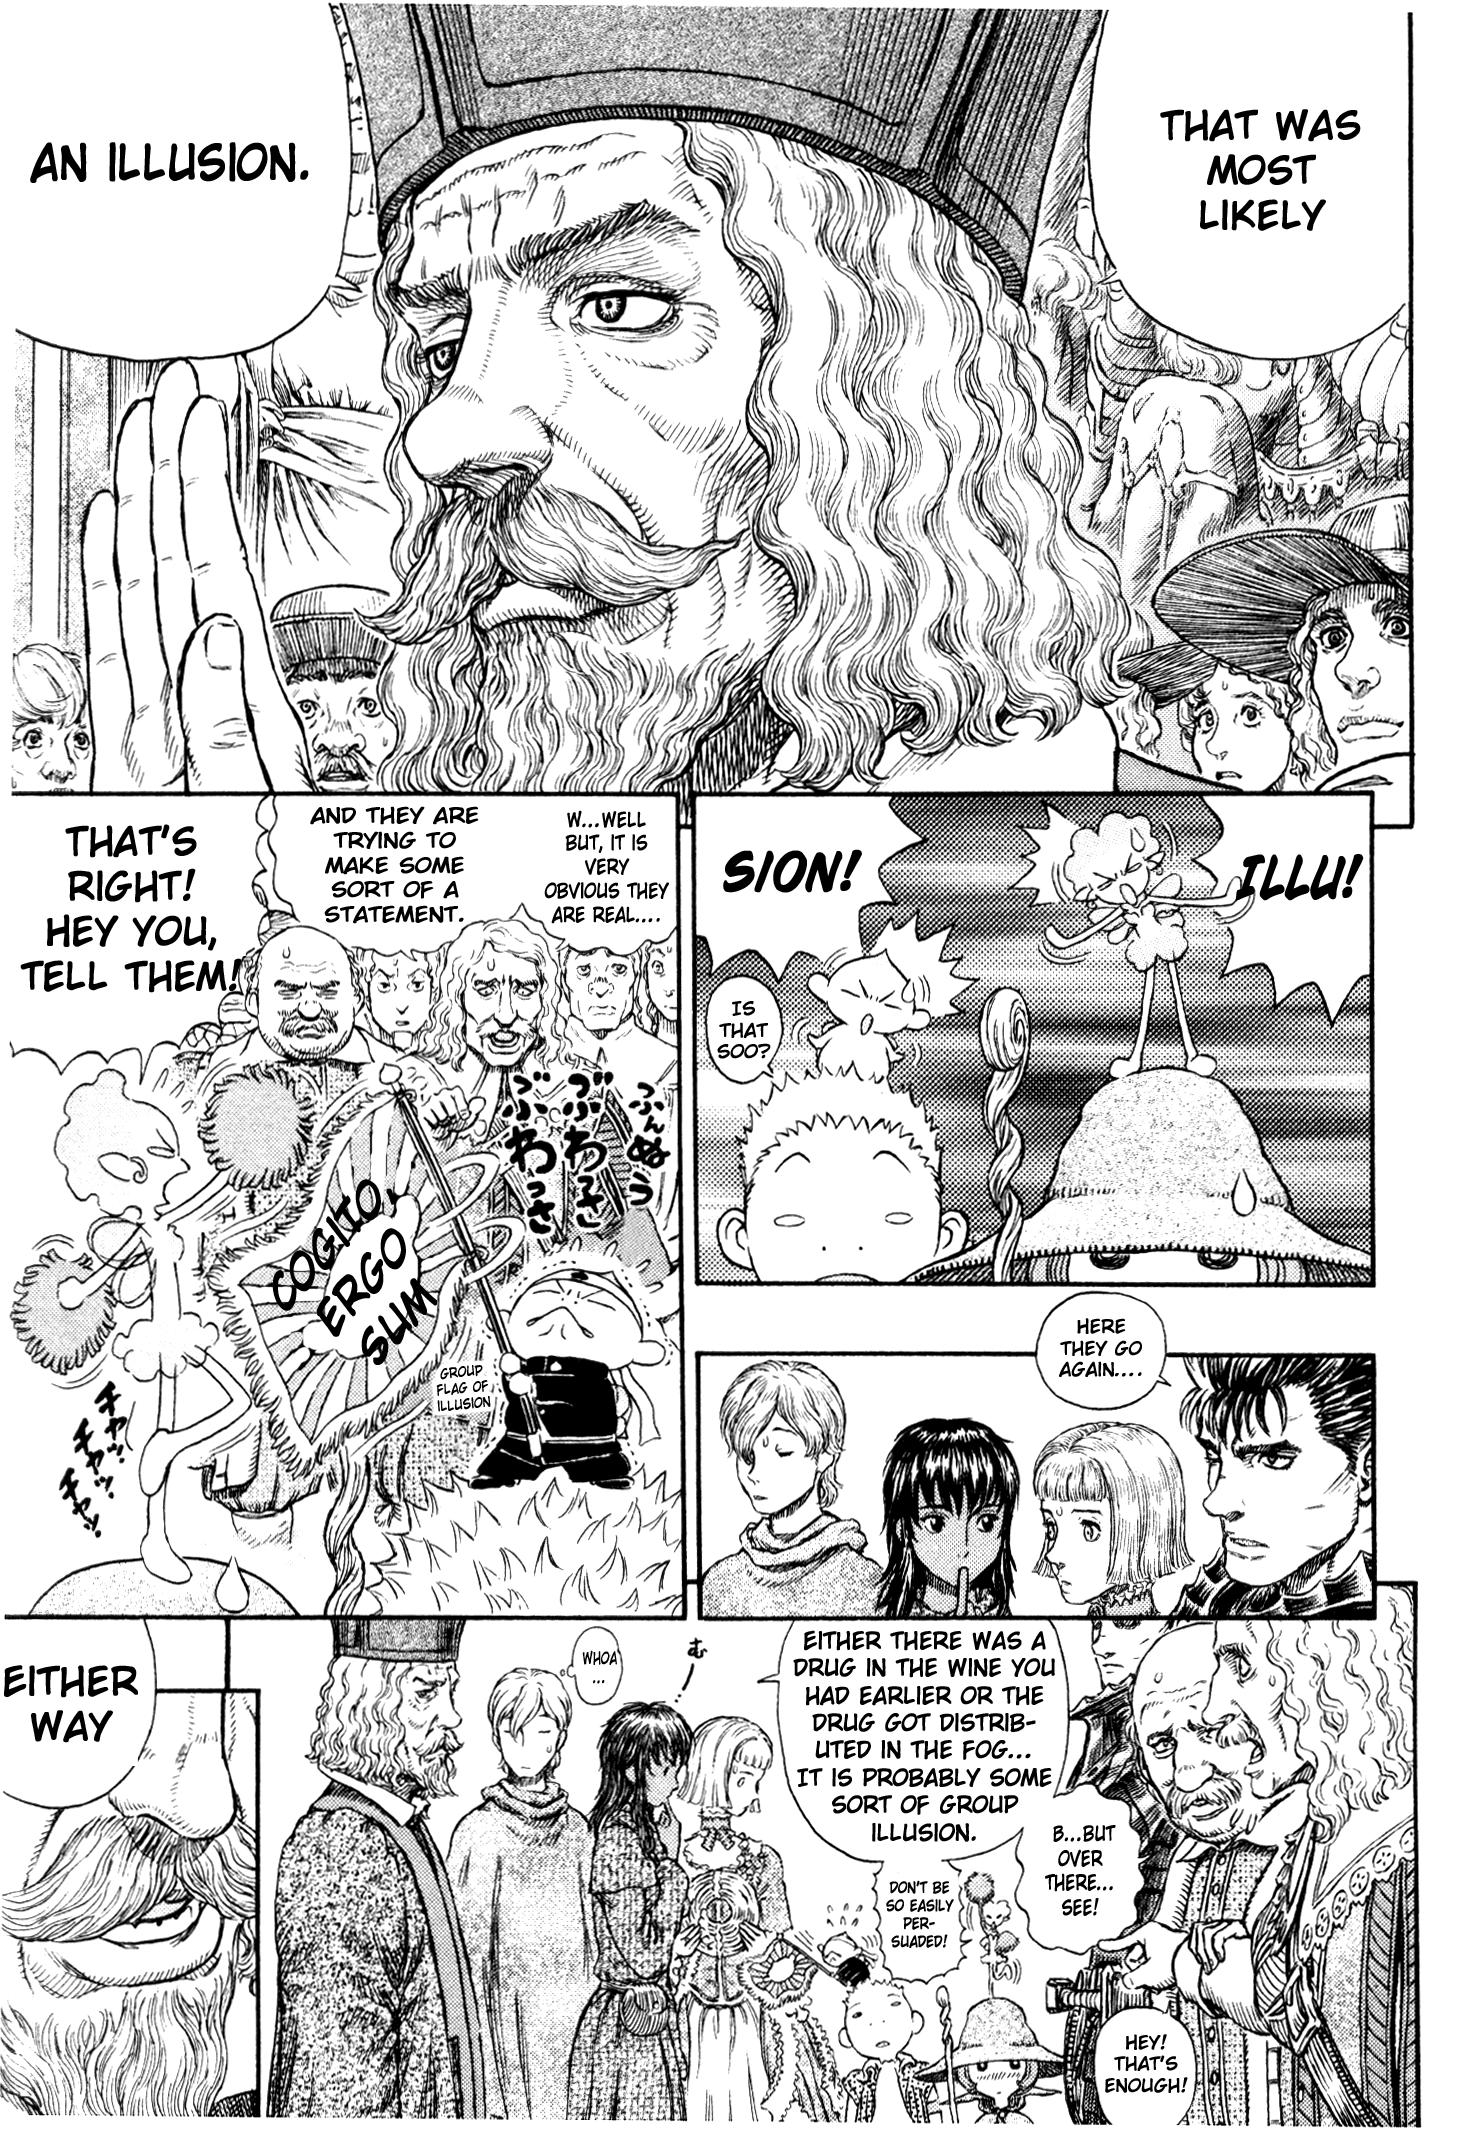 THAT WAS
MOST
LIKELY
AN ILLUSION.
ILLU!
SION!
IS
THAT
SOO?
W...WELL
BUT, IT IS
VERY
OBVIOUS THEY
ARE REAL....
AND THEY ARE
TRYING TO
MAKE SOME
SORT OF A
STATEMENT.
THAT'S
RIGHT!
HEY YOU,
TELL THEM!
ふんぬぅ
ぶわっさ
ぶわっさ
COGITO,
ERGO
SUM
GROUP
FLAG OF
ILLUSION
チャッ!
チャッ!
チャッ!
HERE
THEY GO
AGAIN....
B...BUT
OVER
THERE...
SEE!
HEY!
THAT'S
ENOUGH!
EITHER THERE WAS A
DRUG IN THE WINE YOU
HAD EARLIER OR THE
DRUG GOT DISTRIB-
UTED IN THE FOG...
IT IS PROBABLY SOME
SORT OF GROUP
ILLUSION.
DON'T BE
SO EASILY
PER-
SUADED!
む
WHOA
...
EITHER
WAY